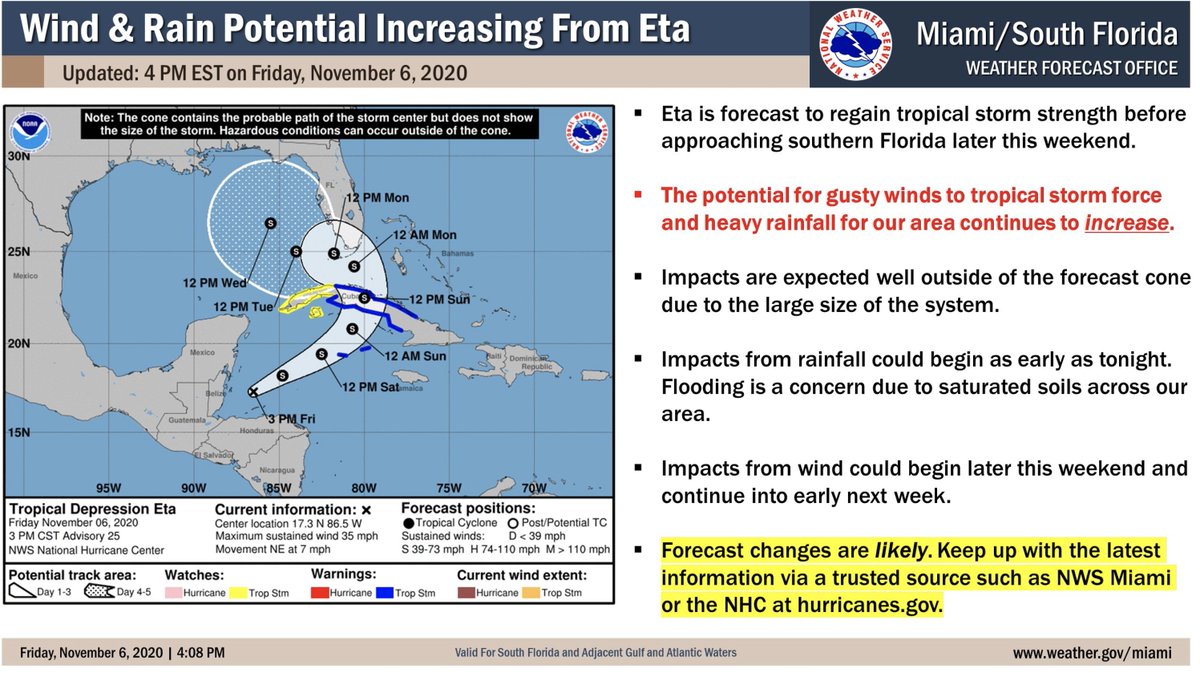 Wind & Rain Potential Increasing From Eta
Updated: 4 PM EST on Friday, November 6, 2020
NATIONAL WEATHER SERVICE
Miami/South Florida
WEATHER FORECAST OFFICE
NOAA
Note: The cone contains the probable path of the storm center but does not show
the size of the storm. Hazardous conditions can occur outside of the cone.
NATIONAL WEATHER SERVICE
30N
FL
12 PM Mon
12 AM Mon
25N
Mexico
Bahamas
12 PM Wed
12 PM Tue
Cuba
12 PM Sun
20N
Mexico
12 AM Sun
Haiti
Dominican
Republic
12 PM Sat
Jamaica
Belize
3 PM Fri
Guatemala
Honduras
15N
El Salvador
Nicaragua
95W
90W
85W
80W
75W
70W
Tropical Depression Eta
Friday November 06, 2020
3 PM CST Advisory 25
NWS National Hurricane Center
Current information: x
Center location 17.3 N 86.5 W
Maximum sustained wind 35 mph
Movement NE at 7 mph
Forecast positions:
Tropical Cyclone
Post/Potential TC
Sustained winds: D < 39 mph
S 39-73 mph H 74-110 mph M > 110 mph
Potential track area:
Day 1-3
Day 4-5
Watches:
Hurricane
Trop Stm
Warnings:
Hurricane
Trop Stm
Current wind extent:
Hurricane
Trop Stm
▪ Eta is forecast to regain tropical storm strength before
approaching southern Florida later this weekend.
▪ The potential for gusty winds to tropical storm force
and heavy rainfall for our area continues to increase.
▪ Impacts are expected well outside of the forecast cone
due to the large size of the system.
▪ Impacts from rainfall could begin as early as tonight.
Flooding is a concern due to saturated soils across our
area.
▪ Impacts from wind could begin later this weekend and
continue into early next week.
▪ Forecast changes are likely. Keep up with the latest
information via a trusted source such as NWS Miami
or the NHC at hurricanes.gov.
Friday, November 6, 2020 | 4:08 PM
Valid For South Florida and Adjacent Gulf and Atlantic Waters
www.weather.gov/miami